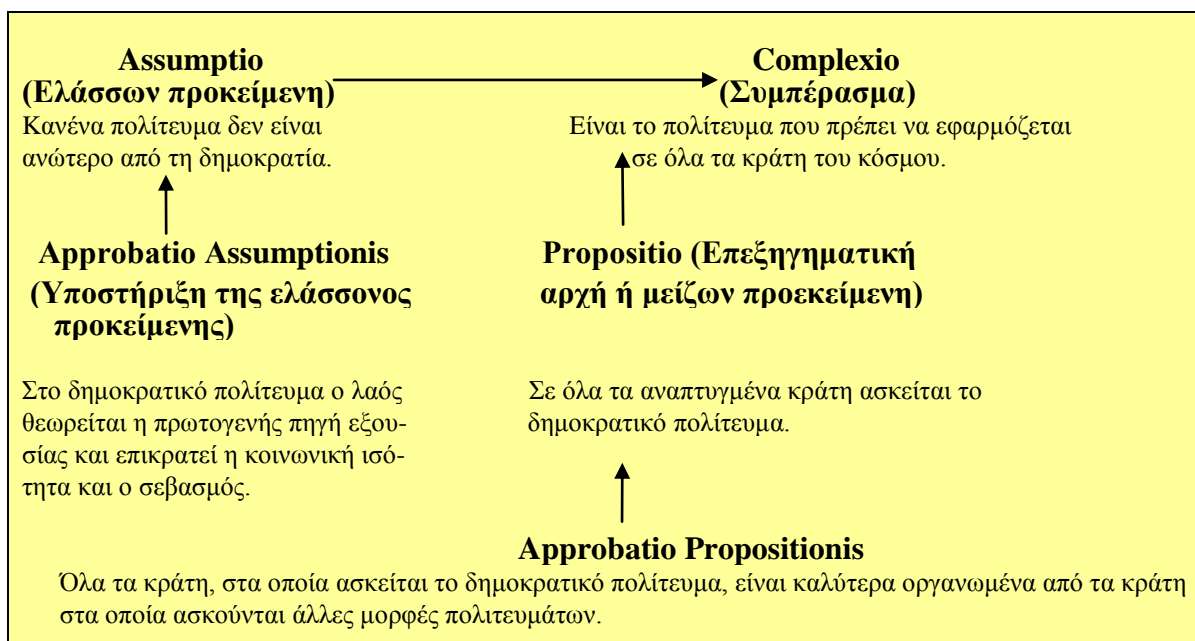 Assumptio
(Ελάσσων προκείμενη)
Κανένα πολίτευμα δεν είναι
ανώτερο από τη δημοκρατία.
Complexio
(Συμπέρασμα)
Είναι το πολίτευμα που πρέπει να εφαρμόζεται
σε όλα τα κράτη του κόσμου.
Approbatio Assumptionis
(Υποστήριξη της ελάσσονος
προκείμενης)
Στο δημοκρατικό πολίτευμα ο λαός
θεωρείται η πρωτογενής πηγή εξου-
σίας και επικρατεί η κοινωνική ισό-
τητα και ο σεβασμός.
Propositio (Επεξηγηματική
αρχή ή μείζων προεκείμενη)
Σε όλα τα αναπτυγμένα κράτη ασκείται το
δημοκρατικό πολίτευμα.
Approbatio Propositionis
Όλα τα κράτη, στα οποία ασκείται το δημοκρατικό πολίτευμα, είναι καλύτερα οργανωμένα από τα κράτη
στα οποία ασκούνται άλλες μορφές πολιτευμάτων.